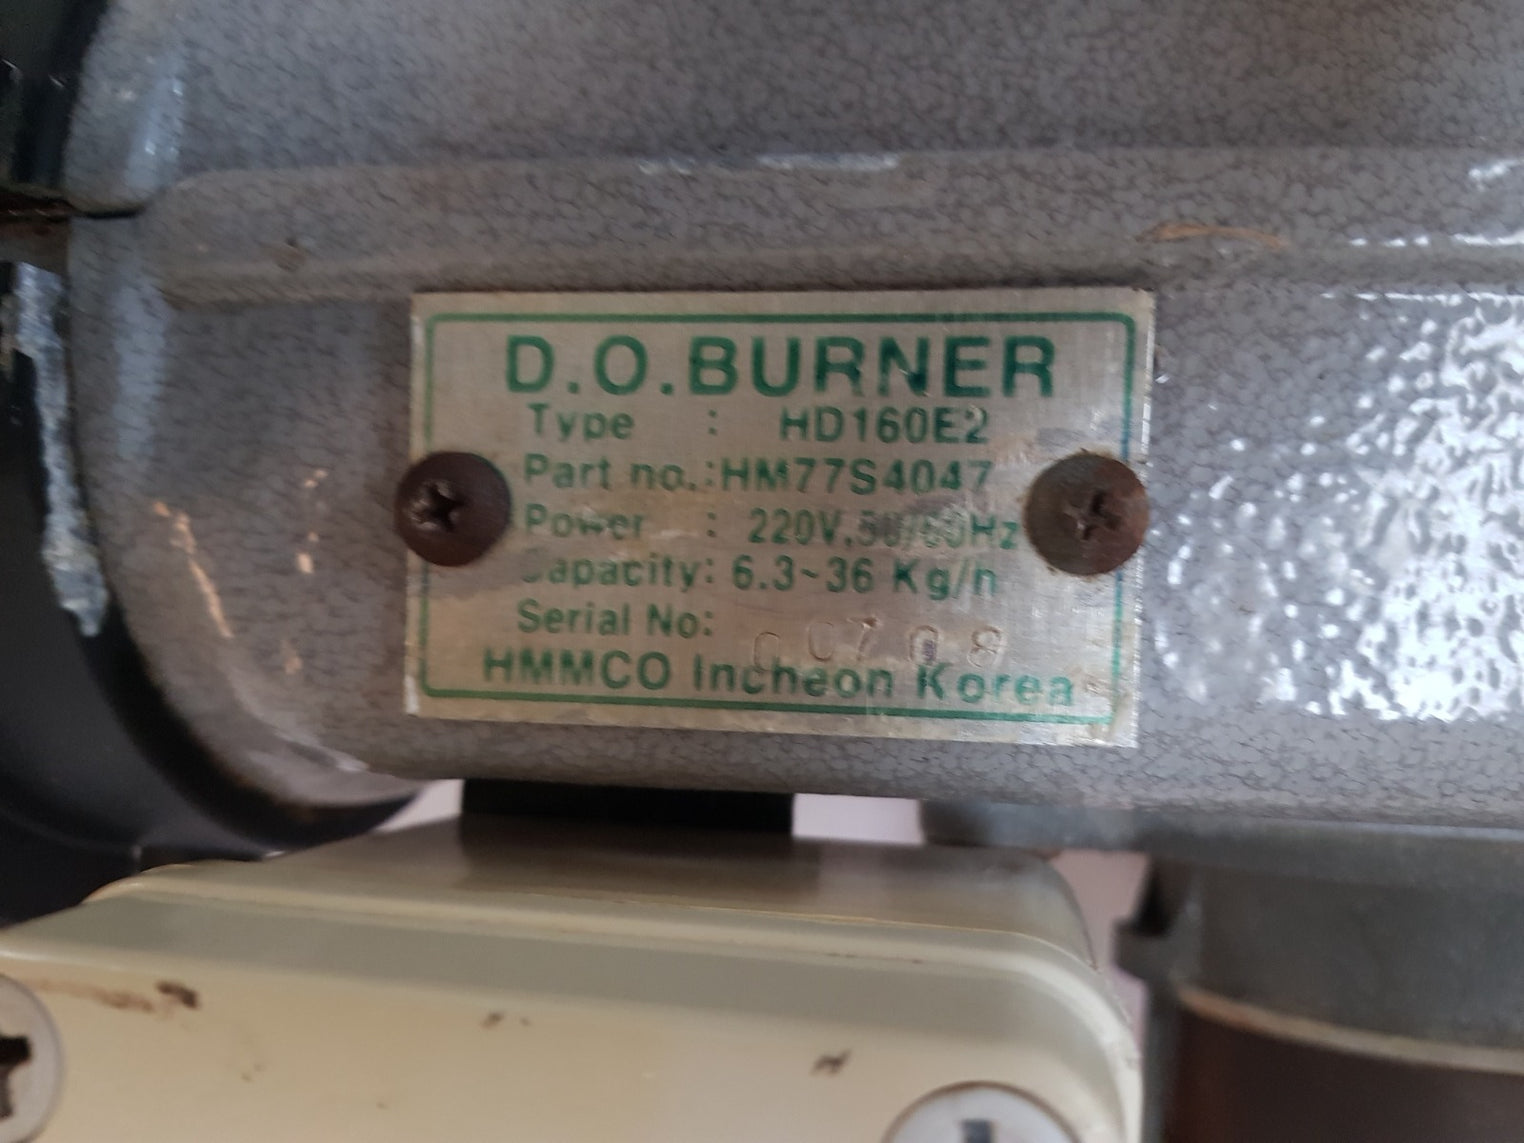 D.O.BURNER
Type : HD160E2
Part no.:HM77S4047
Power : 220V.50/60Hz
Capacity: 6.3~36 Kg/h
Serial No: 00708
HMMCO Incheon Korea